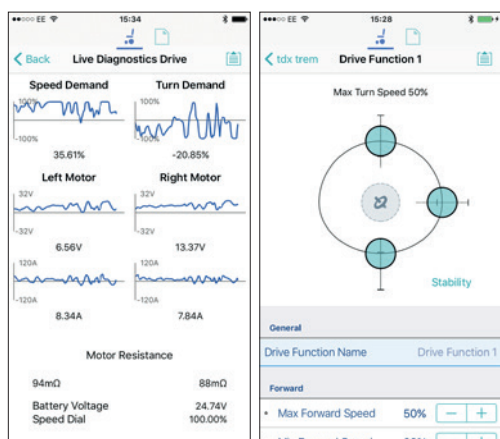 EE 15:34
Back Live Diagnostics Drive
Speed Demand Turn Demand
100% 100%
-100% -100%
35.61% -20.85%
Left Motor Right Motor
32V 32V
-32V -32V
6.56V 13.37V
120A 120A
-120A -120A
8.34A 7.84A
Motor Resistance
94mΩ 88mΩ
Battery Voltage 24.74V
Speed Dial 100.00%
EE 15:28
tdx trem Drive Function 1
Max Turn Speed 50%
Stability
General
Drive Function Name Drive Function 1
Forward
Max Forward Speed 50% − +